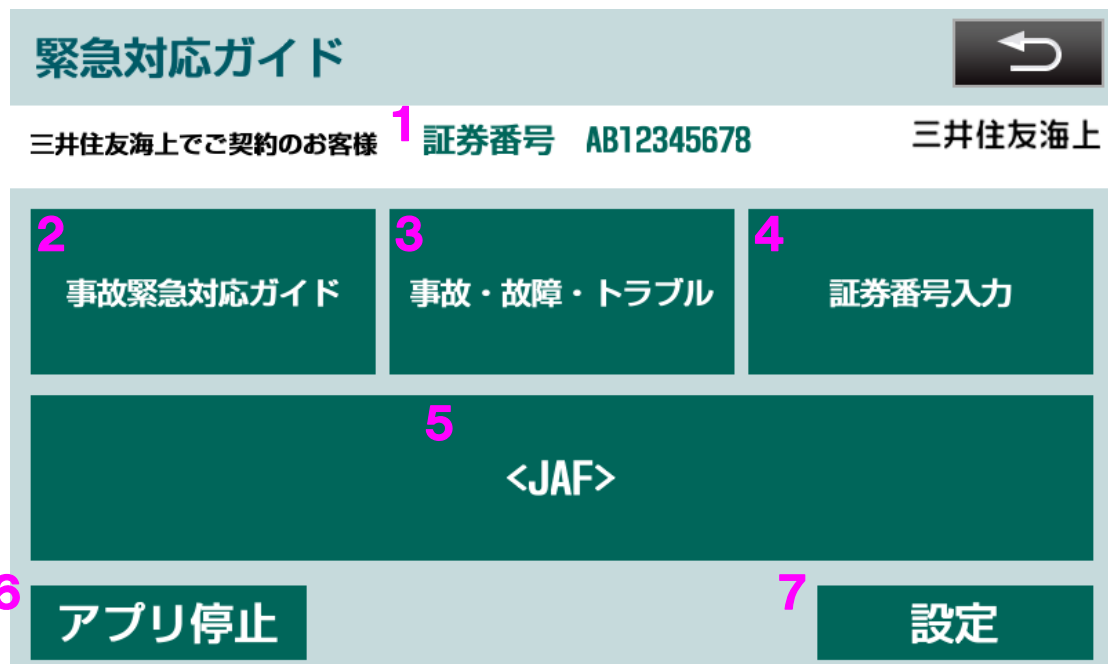 緊急対応ガイド
三井住友海上でご契約のお客様 1 証券番号 AB12345678 三井住友海上
2 事故緊急対応ガイド
3 事故・故障・トラブル
4 証券番号入力
5 <JAF>
6 アプリ停止
7 設定